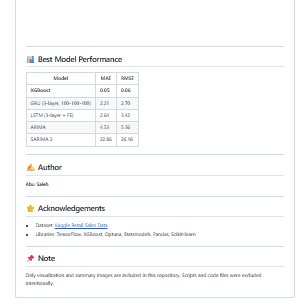 📊 Best Model Performance
Model MAE RMSE
XGBoost 0.05 0.06
GRU (3-layer, 100-100-100) 2.21 2.70
LSTM (3-layer + FE) 2.64 3.42
ARIMA 4.53 5.36
SARIMA 2 22.86 26.18
✍️ Author
Abu Saleh
⭐ Acknowledgements
Dataset: Kaggle Retail Sales Data
Libraries: TensorFlow, XGBoost, Optuna, Statsmodels, Pandas, Scikit-learn
📌 Note
Only visualization and summary images are included in this repository. Scripts and code files were excluded
intentionally.